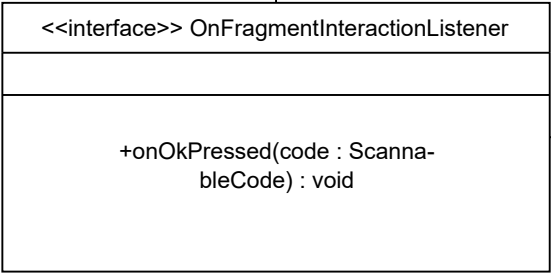 <<interface>> OnFragmentInteractionListener
+onOkPressed(code : Scanna-
bleCode) : void